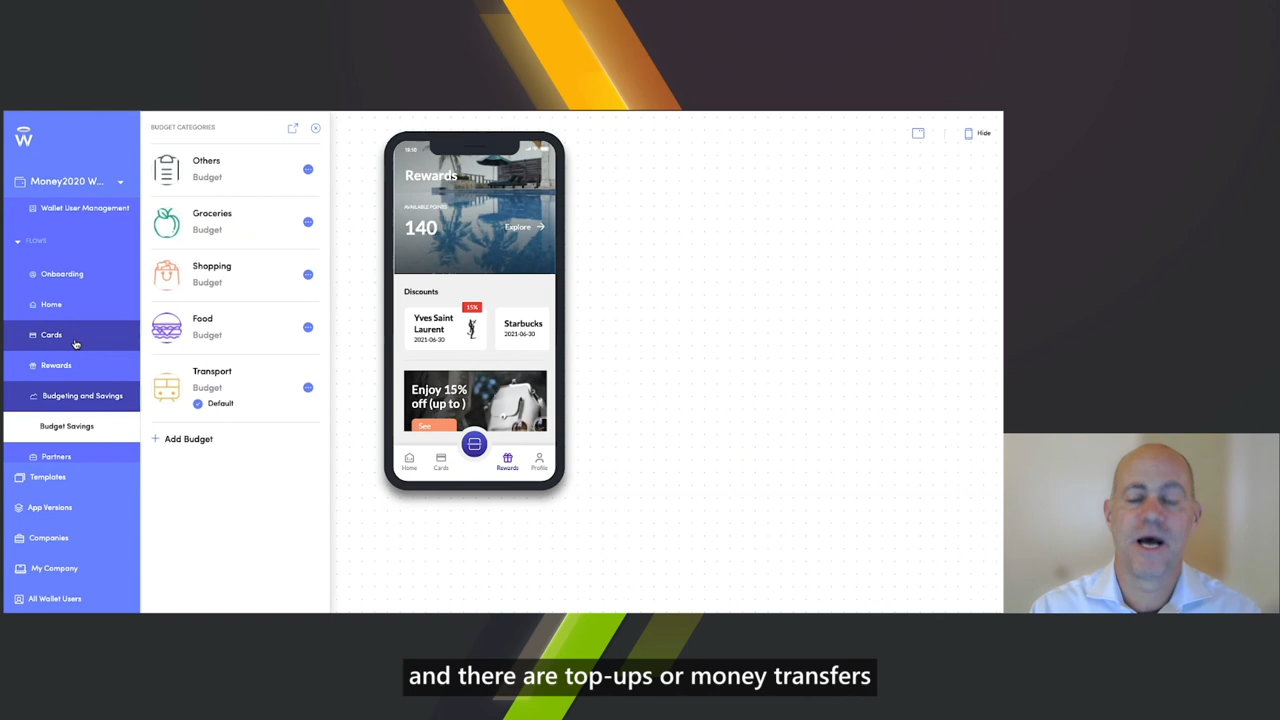 W
Money2020 W...
Wallet User Management
FLOWS
Onboarding
Home
Cards
Rewards
Budgeting and Savings
Budget Savings
Partners
Templates
App Versions
Companies
My Company
All Wallet Users
BUDGET CATEGORIES
Others
Budget
Groceries
Budget
Shopping
Budget
Food
Budget
Transport
Budget
Default
+ Add Budget
Hide
Rewards
AVAILABLE POINTS
140
Explore
Discounts
15%
Yves Saint
Laurent
2021-06-30
Starbucks
2021-06-30
Enjoy 15%
off (up to )
See
Home
Cards
Rewards
Profile
and there are top-ups or money transfers